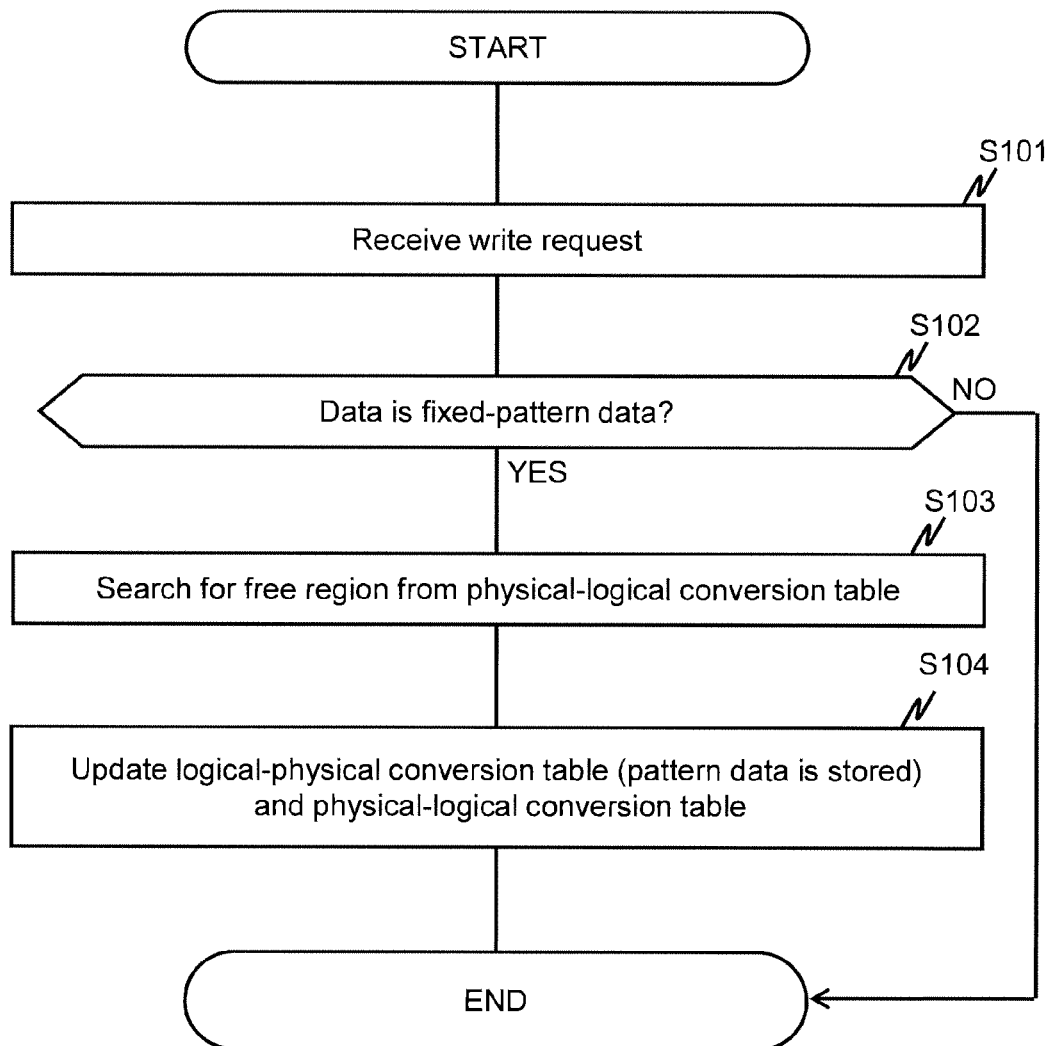 START
S101
Receive write request
S102
Data is fixed-pattern data?
NO
YES
S103
Search for free region from physical-logical conversion table
S104
Update logical-physical conversion table (pattern data is stored)
and physical-logical conversion table
END